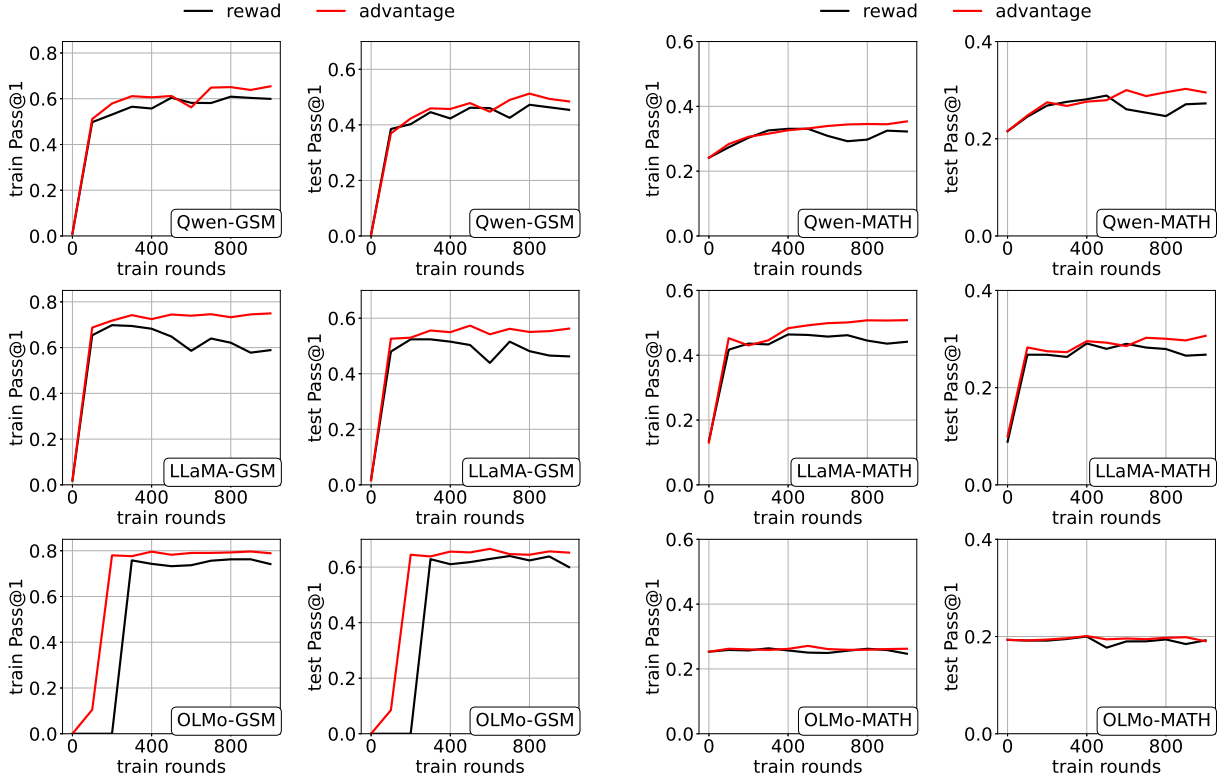 rewad advantage rewad advantage
train Pass@1 0.8 0.6 0.4 0.2 0.0 0 400 800 train rounds Qwen-GSM
test Pass@1 0.6 0.4 0.2 0.0 0 400 800 train rounds Qwen-GSM
train Pass@1 0.6 0.4 0.2 0.0 0 400 800 train rounds Qwen-MATH
test Pass@1 0.4 0.2 0.0 0 400 800 train rounds Qwen-MATH
train Pass@1 0.8 0.6 0.4 0.2 0.0 0 400 800 train rounds LLaMA-GSM
test Pass@1 0.6 0.4 0.2 0.0 0 400 800 train rounds LLaMA-GSM
train Pass@1 0.6 0.4 0.2 0.0 0 400 800 train rounds LLaMA-MATH
test Pass@1 0.4 0.2 0.0 0 400 800 train rounds LLaMA-MATH
train Pass@1 0.8 0.6 0.4 0.2 0.0 0 400 800 train rounds OLMo-GSM
test Pass@1 0.6 0.4 0.2 0.0 0 400 800 train rounds OLMo-GSM
train Pass@1 0.6 0.4 0.2 0.0 0 400 800 train rounds OLMo-MATH
test Pass@1 0.4 0.2 0.0 0 400 800 train rounds OLMo-MATH